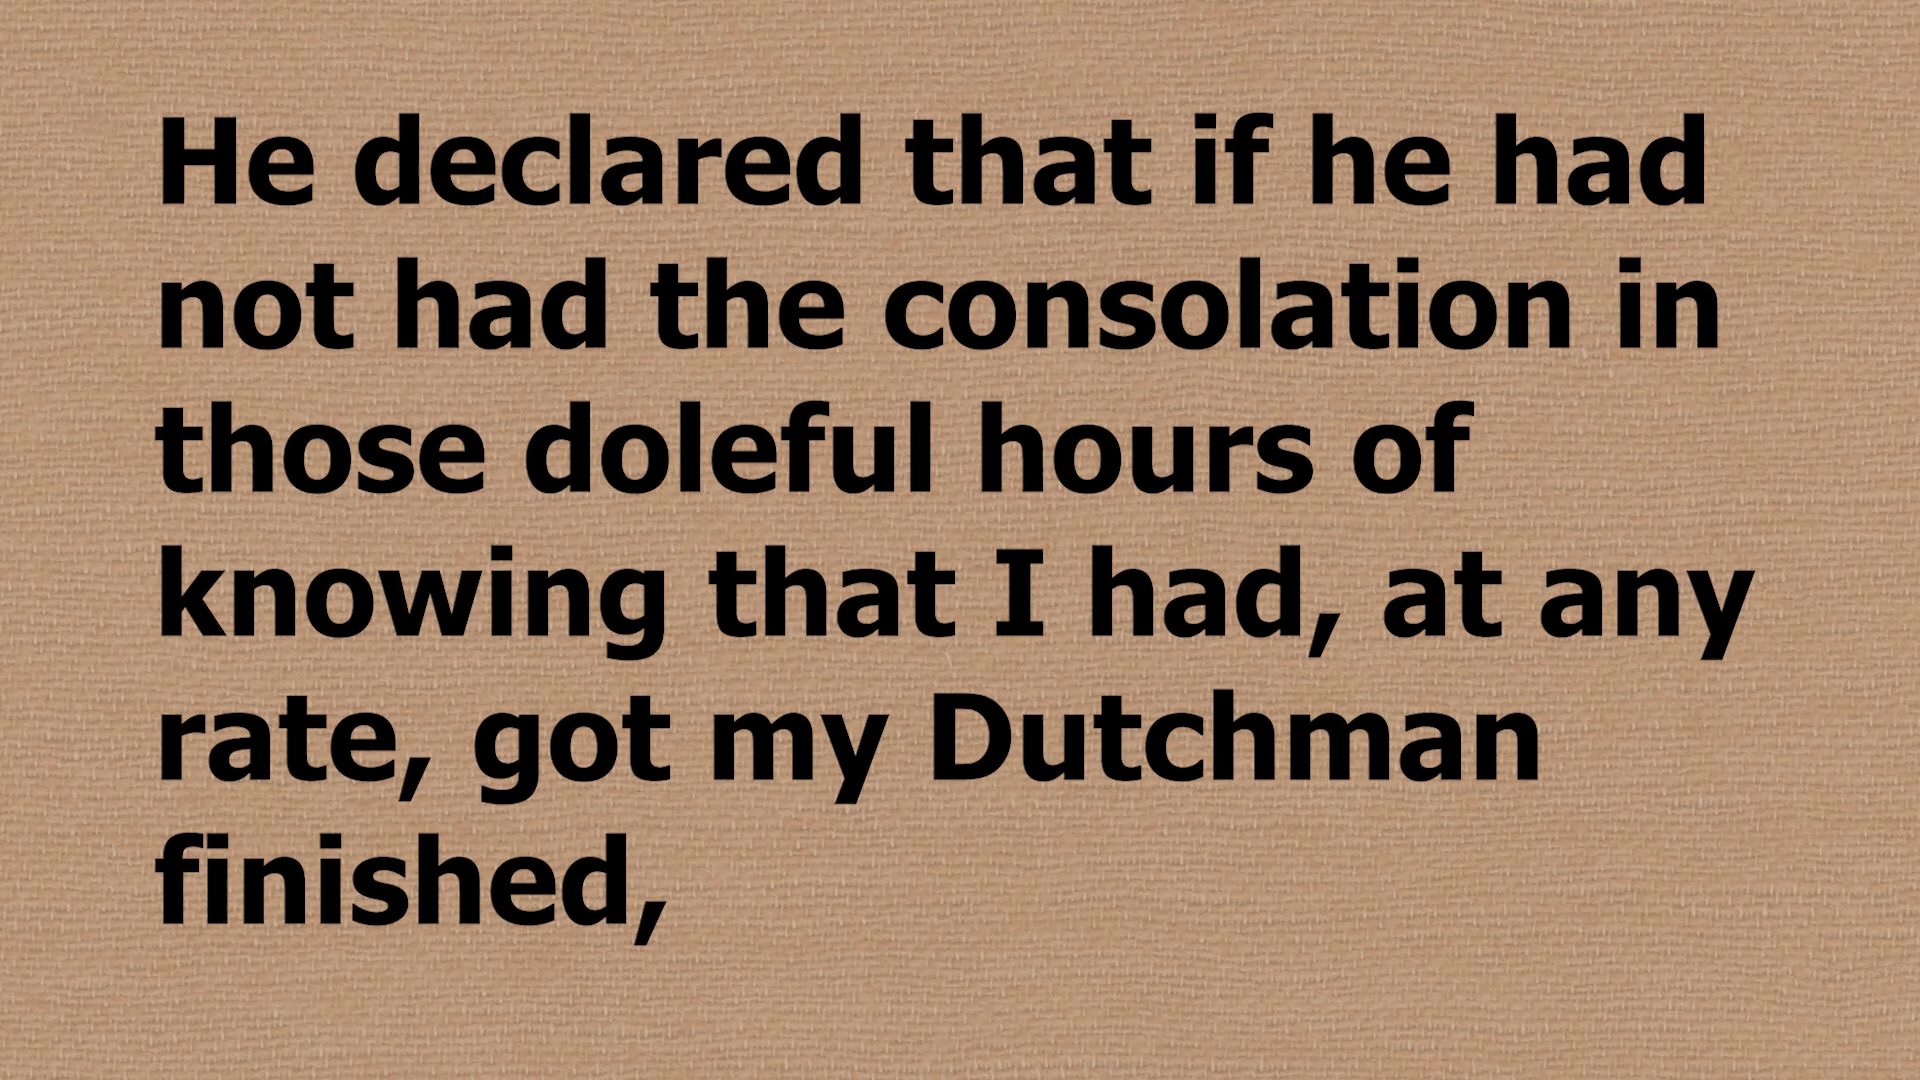 He declared that if he had
not had the consolation in
those doleful hours of
knowing that I had, at any
rate, got my Dutchman
finished,